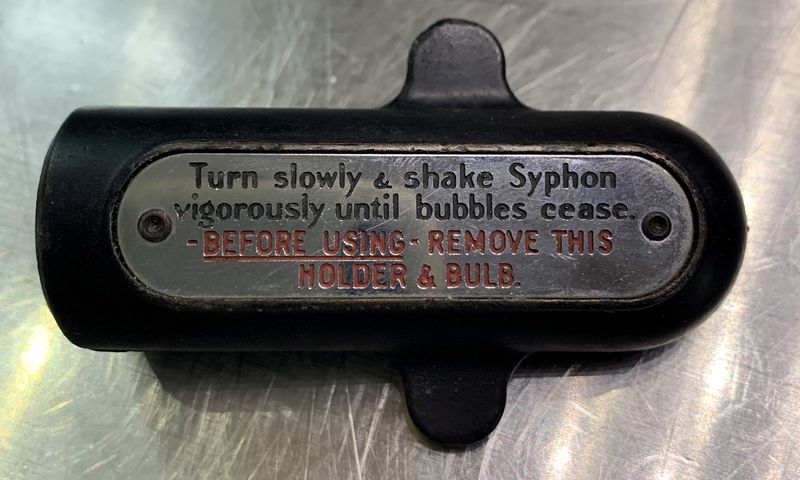 Turn slowly & shake Syphon
vigorously until bubbles cease.
- BEFORE USING - REMOVE THIS
HOLDER & BULB.